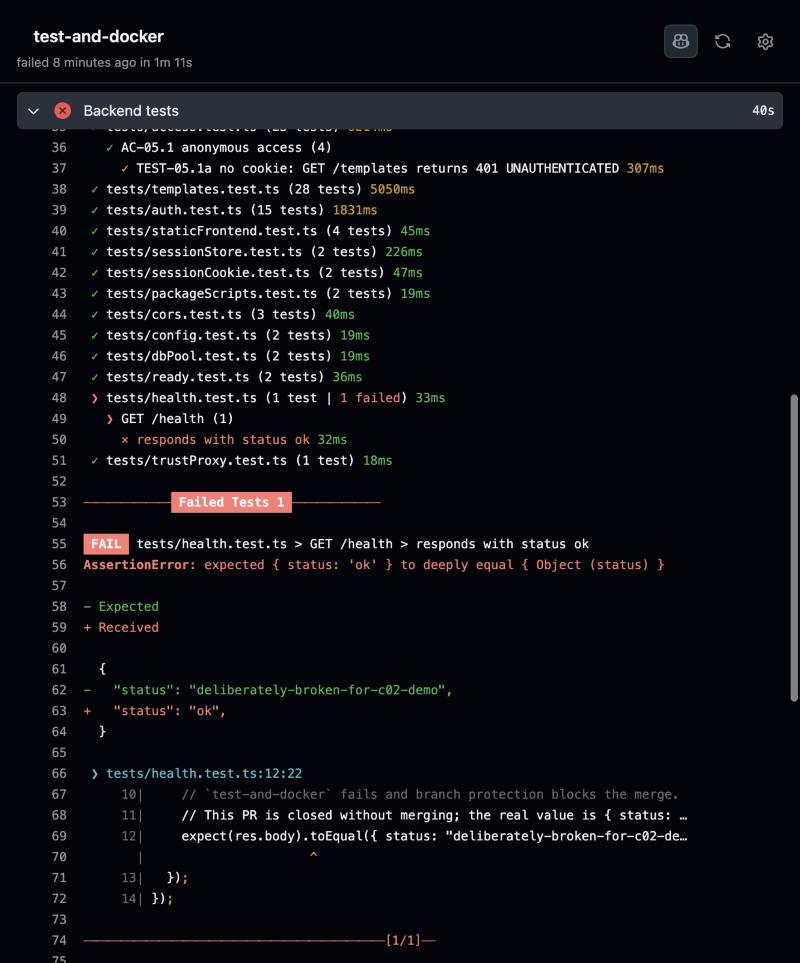 test-and-docker
failed 8 minutes ago in 1m 11s
Backend tests 40s
36 ✓ AC-05.1 anonymous access (4)
37 ✓ TEST-05.1a no cookie: GET /templates returns 401 UNAUTHENTICATED 307ms
38 ✓ tests/templates.test.ts (28 tests) 5050ms
39 ✓ tests/auth.test.ts (15 tests) 1831ms
40 ✓ tests/staticFrontend.test.ts (4 tests) 45ms
41 ✓ tests/sessionStore.test.ts (2 tests) 226ms
42 ✓ tests/sessionCookie.test.ts (2 tests) 47ms
43 ✓ tests/packageScripts.test.ts (2 tests) 19ms
44 ✓ tests/cors.test.ts (3 tests) 40ms
45 ✓ tests/config.test.ts (2 tests) 19ms
46 ✓ tests/dbPool.test.ts (2 tests) 19ms
47 ✓ tests/ready.test.ts (2 tests) 36ms
48 ❯ tests/health.test.ts (1 test | 1 failed) 33ms
49 ❯ GET /health (1)
50 × responds with status ok 32ms
51 ✓ tests/trustProxy.test.ts (1 test) 18ms
52
53 Failed Tests 1
54
55 FAIL tests/health.test.ts > GET /health > responds with status ok
56 AssertionError: expected { status: 'ok' } to deeply equal { Object (status) }
57
58 - Expected
59 + Received
60
61 {
62 - "status": "deliberately-broken-for-c02-demo",
63 + "status": "ok",
64 }
65
66 ❯ tests/health.test.ts:12:22
67 10| // `test-and-docker` fails and branch protection blocks the merge.
68 11| // This PR is closed without merging; the real value is { status: …
69 12| expect(res.body).toEqual({ status: "deliberately-broken-for-c02-de…
70 | ^
71 13| });
72 14| });
73
74 [1/1]
75